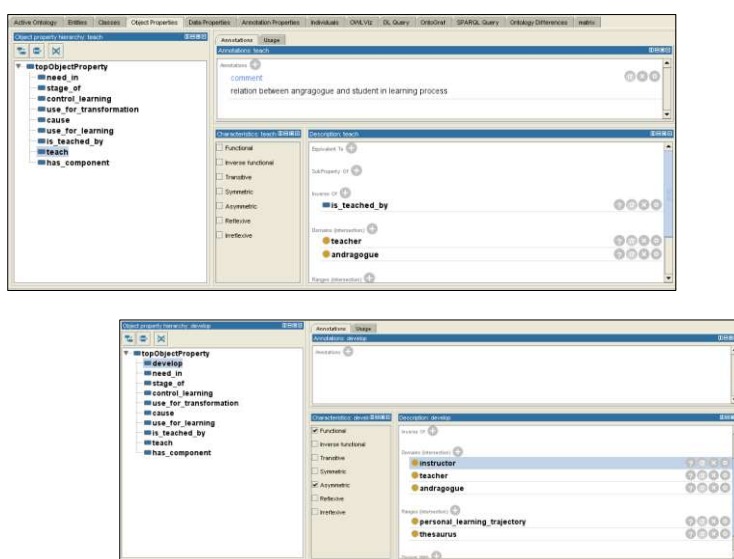 Active Ontology Entities Classes Object Properties Data Properties Annotation Properties Individuals OWLViz DL Query OntoGraf SPARQL Query Ontology Differences matrix
Object property hierarchy: teach
topObjectProperty
need_in
stage_of
control_learning
use_for_transformation
cause
use_for_learning
is_teached_by
teach
has_component
Annotations Usage
Annotations: teach
Annotations
comment
relation between angragogue and student in learning process
Characteristics: teach
Functional
Inverse functional
Transitive
Symmetric
Asymmetric
Reflexive
Irreflexive
Description: teach
Equivalent To
SubProperty Of
Inverse Of
is_teached_by
Domains (intersection)
teacher
andragogue
Ranges (intersection)
Object property hierarchy: develop
topObjectProperty
develop
need_in
stage_of
control_learning
use_for_transformation
cause
use_for_learning
is_teached_by
teach
has_component
Annotations Usage
Annotations: develop
Annotations
Characteristics: devel
Functional
Inverse functional
Transitive
Symmetric
Asymmetric
Reflexive
Irreflexive
Description: develop
Inverse Of
Domains (intersection)
instructor
teacher
andragogue
Ranges (intersection)
personal_learning_trajectory
thesaurus